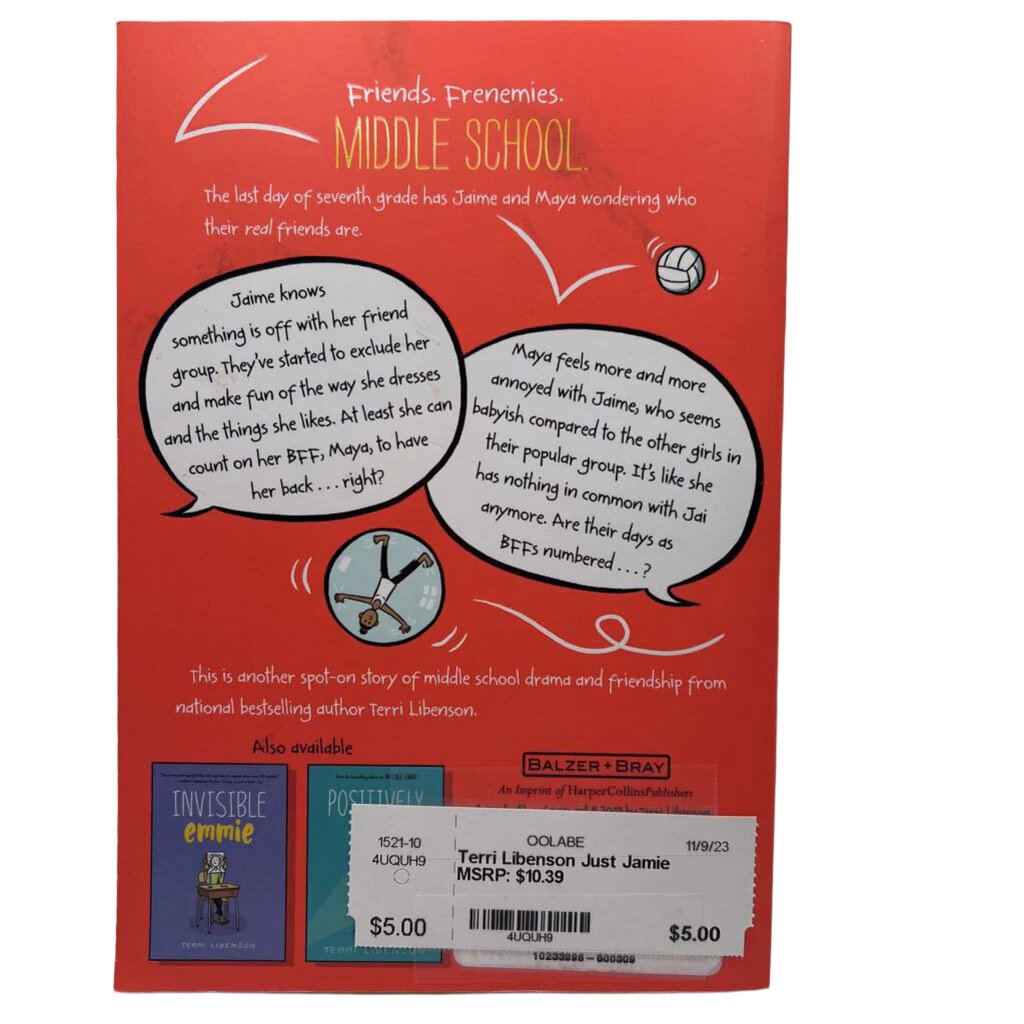 Friends. Frenemies.
MIDDLE SCHOOL.
The last day of seventh grade has Jaime and Maya wondering who
their real friends are.
Jaime knows
something is off with her friend
group. They've started to exclude her
and make fun of the way she dresses
and the things she likes. At least she can
count on her BFF, Maya, to have
her back . . . right?
Maya feels more and more
annoyed with Jaime, who seems
babyish compared to the other girls in
their popular group. It's like she
has nothing in common with Jai
anymore. Are their days as
BFFs numbered . . . ?
This is another spot-on story of middle school drama and friendship from
national bestselling author Terri Libenson.
Also available
INVISIBLE
emmie
TERRI LIBENSON
POSITIVELY
TERRI LIBENSON
BALZER + BRAY
An Imprint of HarperCollinsPublishers
by Terri Libenson
1521-10
4UQUH9
$5.00
OOLABE
11/9/23
Terri Libenson Just Jamie
MSRP: $10.39
4UQUH9
$5.00
10233996 – 500309